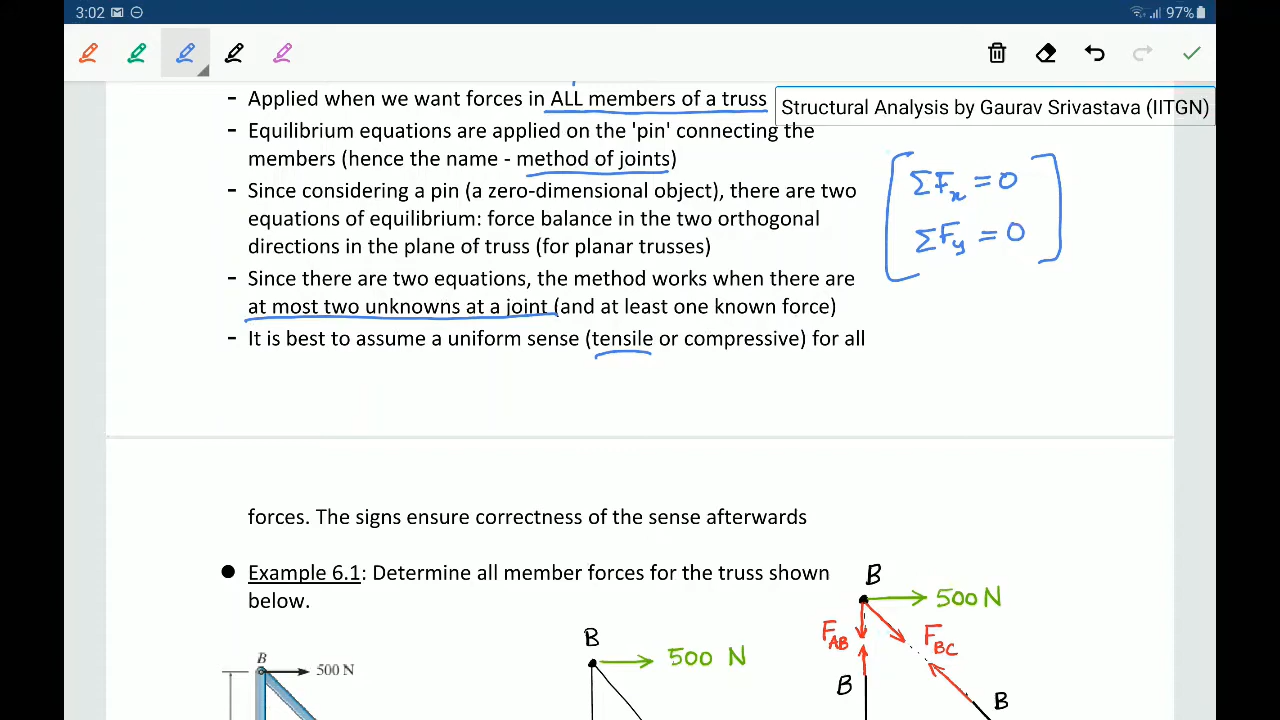 3:02
97%
- Applied when we want forces in ALL members of a truss
Structural Analysis by Gaurav Srivastava (IITGN)
- Equilibrium equations are applied on the 'pin' connecting the
members (hence the name - method of joints)
- Since considering a pin (a zero-dimensional object), there are two
equations of equilibrium: force balance in the two orthogonal
directions in the plane of truss (for planar trusses)
ΣFx = 0
ΣFy = 0
- Since there are two equations, the method works when there are
at most two unknowns at a joint (and at least one known force)
- It is best to assume a uniform sense (tensile or compressive) for all
forces. The signs ensure correctness of the sense afterwards
● Example 6.1: Determine all member forces for the truss shown
below.
B
500 N
B
500 N
B
500 N
FAB
FBC
B
B